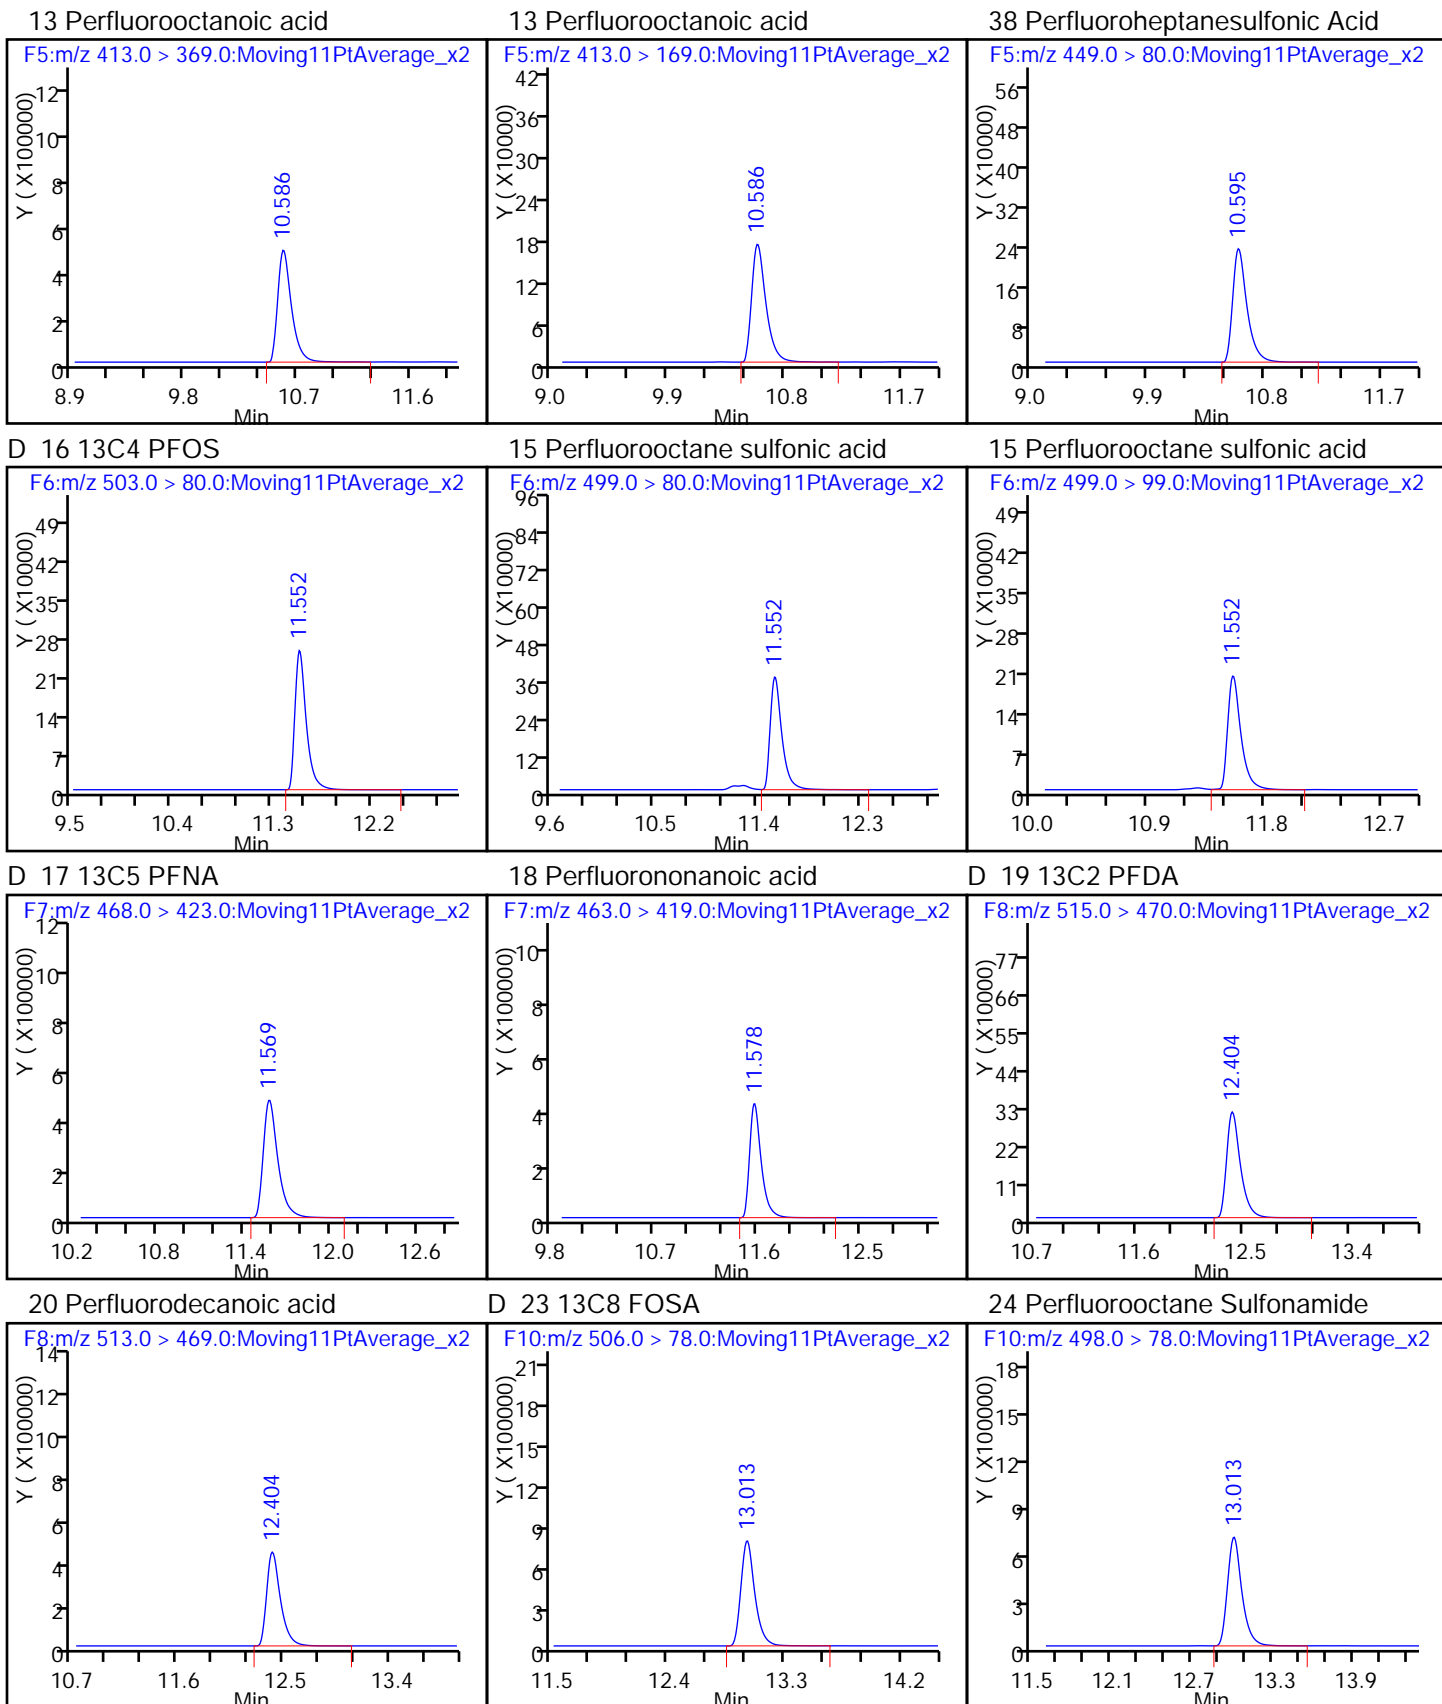 13 Perfluorooctanoic acid
F5:m/z 413.0 > 369.0:Moving11PtAverage_x2
Y ( X100000)
12
10
8
6
4
2
0
10.586
8.9 9.8 10.7 11.6
Min
13 Perfluorooctanoic acid
F5:m/z 413.0 > 169.0:Moving11PtAverage_x2
Y ( X10000)
42
36
30
24
18
12
6
0
10.586
9.0 9.9 10.8 11.7
Min
38 Perfluoroheptanesulfonic Acid
F5:m/z 449.0 > 80.0:Moving11PtAverage_x2
Y ( X10000)
56
48
40
32
24
16
8
0
10.595
9.0 9.9 10.8 11.7
Min
D 16 13C4 PFOS
F6:m/z 503.0 > 80.0:Moving11PtAverage_x2
Y ( X10000)
49
42
35
28
21
14
7
0
11.552
9.5 10.4 11.3 12.2
Min
15 Perfluorooctane sulfonic acid
F6:m/z 499.0 > 80.0:Moving11PtAverage_x2
Y ( X10000)
96
84
72
60
48
36
24
12
0
11.552
9.6 10.5 11.4 12.3
Min
15 Perfluorooctane sulfonic acid
F6:m/z 499.0 > 99.0:Moving11PtAverage_x2
Y ( X1000)
49
42
35
28
21
14
7
0
11.552
10.0 10.9 11.8 12.7
Min
D 17 13C5 PFNA
F7:m/z 468.0 > 423.0:Moving11PtAverage_x2
Y ( X100000)
12
10
8
6
4
2
0
11.569
10.2 10.8 11.4 12.0 12.6
Min
18 Perfluorononanoic acid
F7:m/z 463.0 > 419.0:Moving11PtAverage_x2
Y ( X100000)
10
8
6
4
2
0
11.578
9.8 10.7 11.6 12.5
Min
D 19 13C2 PFDA
F8:m/z 515.0 > 470.0:Moving11PtAverage_x2
Y ( X10000)
77
66
55
44
33
22
11
0
12.404
10.7 11.6 12.5 13.4
Min
20 Perfluorodecanoic acid
F8:m/z 513.0 > 469.0:Moving11PtAverage_x2
Y ( X100000)
14
12
10
8
6
4
2
0
12.404
10.7 11.6 12.5 13.4
Min
D 23 13C8 FOSA
F10:m/z 506.0 > 78.0:Moving11PtAverage_x2
Y ( X100000)
21
18
15
12
9
6
3
0
13.013
11.5 12.4 13.3 14.2
Min
24 Perfluorooctane Sulfonamide
F10:m/z 498.0 > 78.0:Moving11PtAverage_x2
Y ( X100000)
18
15
12
9
6
3
0
13.013
11.5 12.1 12.7 13.3 13.9
Min